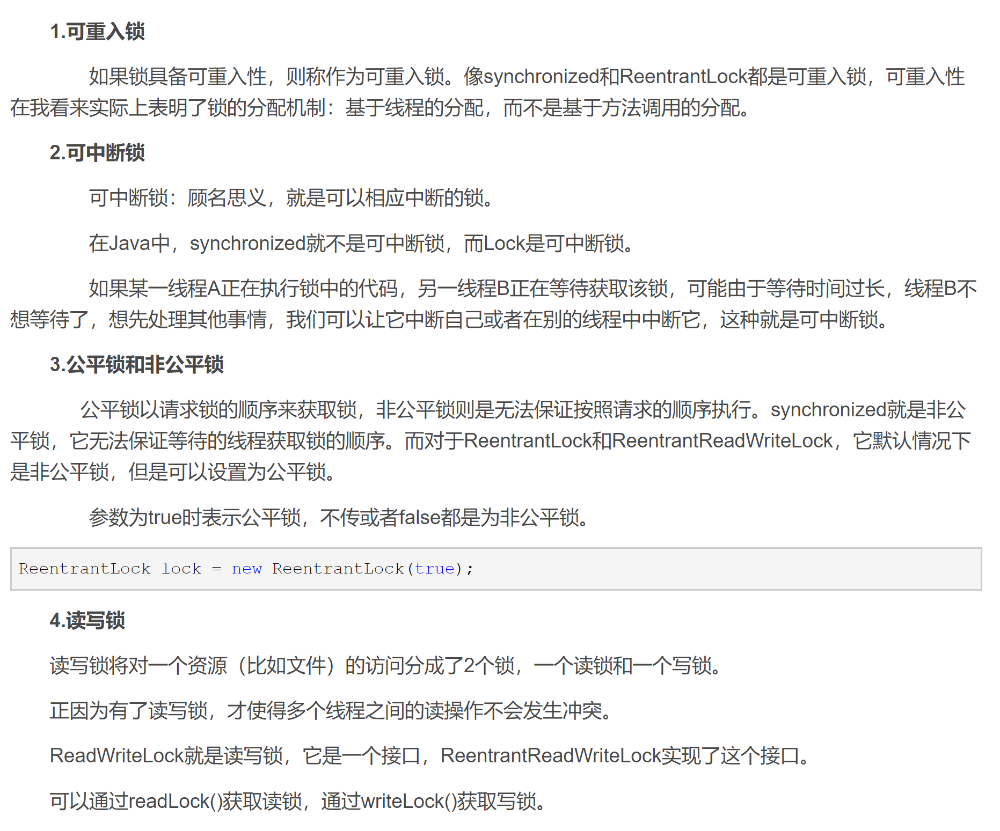 1.可重入锁
如果锁具备可重入性，则称作为可重入锁。像synchronized和ReentrantLock都是可重入锁，可重入性
在我看来实际上表明了锁的分配机制：基于线程的分配，而不是基于方法调用的分配。
2.可中断锁
可中断锁：顾名思义，就是可以相应中断的锁。
在Java中，synchronized就不是可中断锁，而Lock是可中断锁。
如果某一线程A正在执行锁中的代码，另一线程B正在等待获取该锁，可能由于等待时间过长，线程B不
想等待了，想先处理其他事情，我们可以让它中断自己或者在别的线程中中断它，这种就是可中断锁。
3.公平锁和非公平锁
公平锁以请求锁的顺序来获取锁，非公平锁则是无法保证按照请求的顺序执行。synchronized就是非公
平锁，它无法保证等待的线程获取锁的顺序。而对于ReentrantLock和ReentrantReadWriteLock，它默认情况下
是非公平锁，但是可以设置为公平锁。
参数为true时表示公平锁，不传或者false都是为非公平锁。
ReentrantLock lock = new ReentrantLock(true);
4.读写锁
读写锁将对一个资源（比如文件）的访问分成了2个锁，一个读锁和一个写锁。
正因为有了读写锁，才使得多个线程之间的读操作不会发生冲突。
ReadWriteLock就是读写锁，它是一个接口，ReentrantReadWriteLock实现了这个接口。
可以通过readLock()获取读锁，通过writeLock()获取写锁。